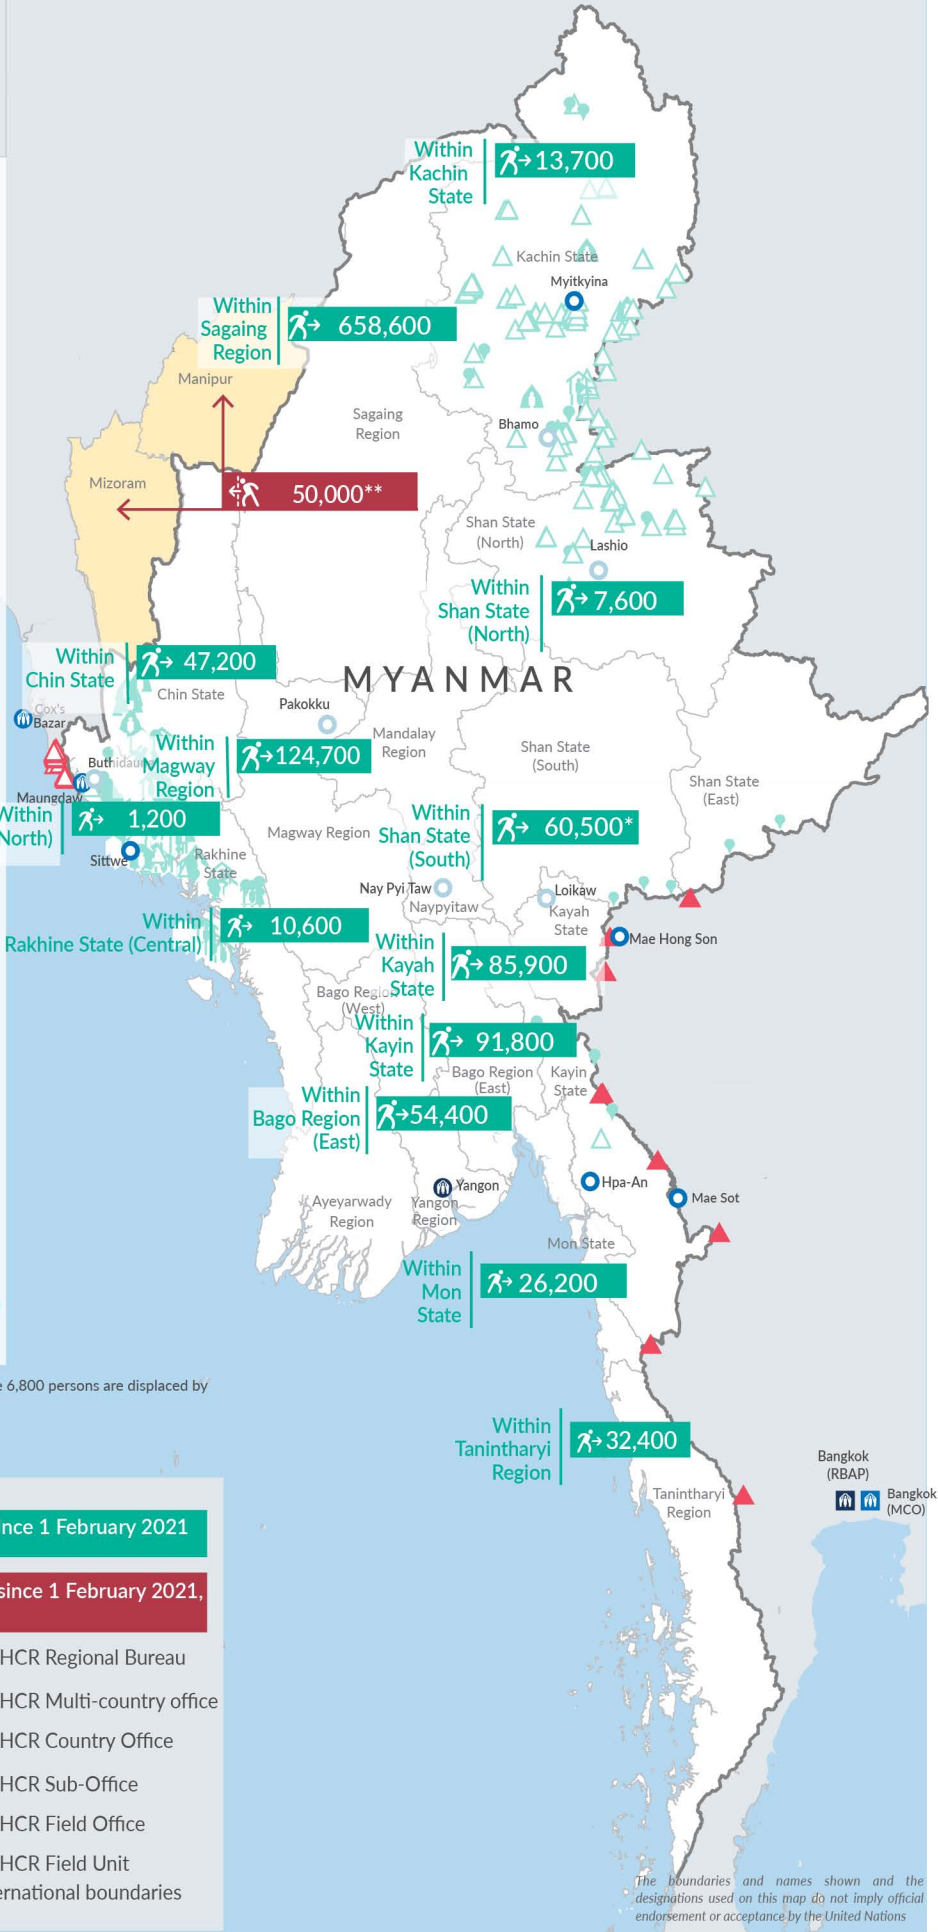 Within
Kachin
State
13,700
Kachin State
Myitkyina
Within
Sagaing
Region
658,600
Manipur
Sagaing
Region
Bhamo
Mizoram
50,000**
Shan State
(North)
Lashio
Within
Shan State
(North)
7,600
Within
Chin State
47,200
Chin State
MYANMAR
Pakokku
Cox's
Bazar
Mandalay
Region
Within
Magway
Region
124,700
Shan State
(South)
Buthidaung
Shan State
(East)
Maungdaw
Within
North)
1,200
Within
Shan State
(South)
60,500*
Magway Region
Sittwe
Rakhine
State
Nay Pyi Taw
Naypyitaw
Loikaw
Kayah
State
Within
Rakhine State (Central)
10,600
Mae Hong Son
Within
Kayah
State
85,900
Bago Region
(West)
Within
Kayin
State
91,800
Bago Region
(East)
Kayin
State
Within
Bago Region
(East)
54,400
Yangon
Hpa-An
Mae Sot
Ayeyarwady
Region
Yangon
Region
Mon State
Within
Mon
State
26,200
6,800 persons are displaced by
Within
Tanintharyi
Region
32,400
Bangkok
(RBAP)
Bangkok
(MCO)
Tanintharyi
Region
nce 1 February 2021
since 1 February 2021,
HCR Regional Bureau
HCR Multi-country office
HCR Country Office
HCR Sub-Office
HCR Field Office
HCR Field Unit
ernational boundaries
The boundaries and names shown and the
designations used on this map do not imply official
endorsement or acceptance by the United Nations